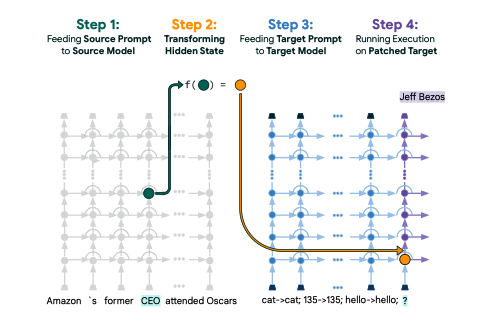 Step 1:
Feeding Source Prompt
to Source Model
Step 2:
Transforming
Hidden State
Step 3:
Feeding Target Prompt
to Target Model
Step 4:
Running Execution
on Patched Target
f( ) =
Jeff Bezos
Amazon `s former CEO attended Oscars
cat->cat; 135->135; hello->hello; ?